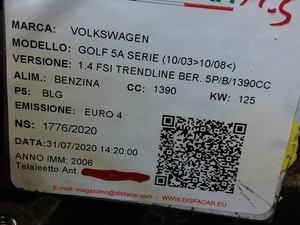 MARCA: VOLKSWAGEN
MODELLO: GOLF 5A SERIE (10/03>10/08<)
VERSIONE: 1.4 FSI TRENDLINE BER. 5P/B/1390CC
ALIM.: BENZINA CC: 1390 KW: 125
P5: BLG
EMISSIONE: EURO 4
NS: 1776/2020
DATA: 31/07/2020 14:20:00
ANNO IMM: 2006
Telaieetto Ant.
E-mail: magazzino@disfacar.com WWW.DISFACAR.EU